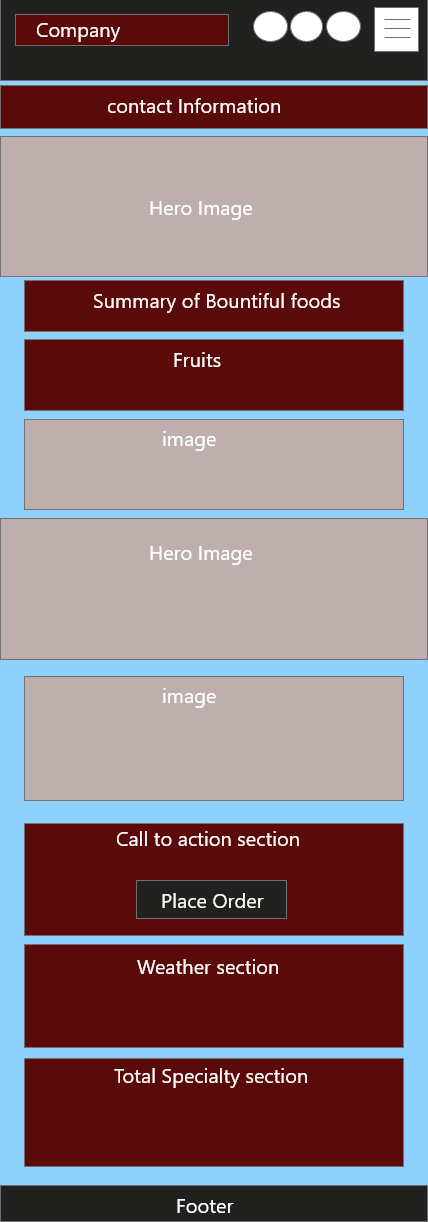 Company
contact Information
Hero Image
Summary of Bountiful foods
Fruits
image
Hero Image
image
Call to action section
Place Order
Weather section
Total Specialty section
Footer